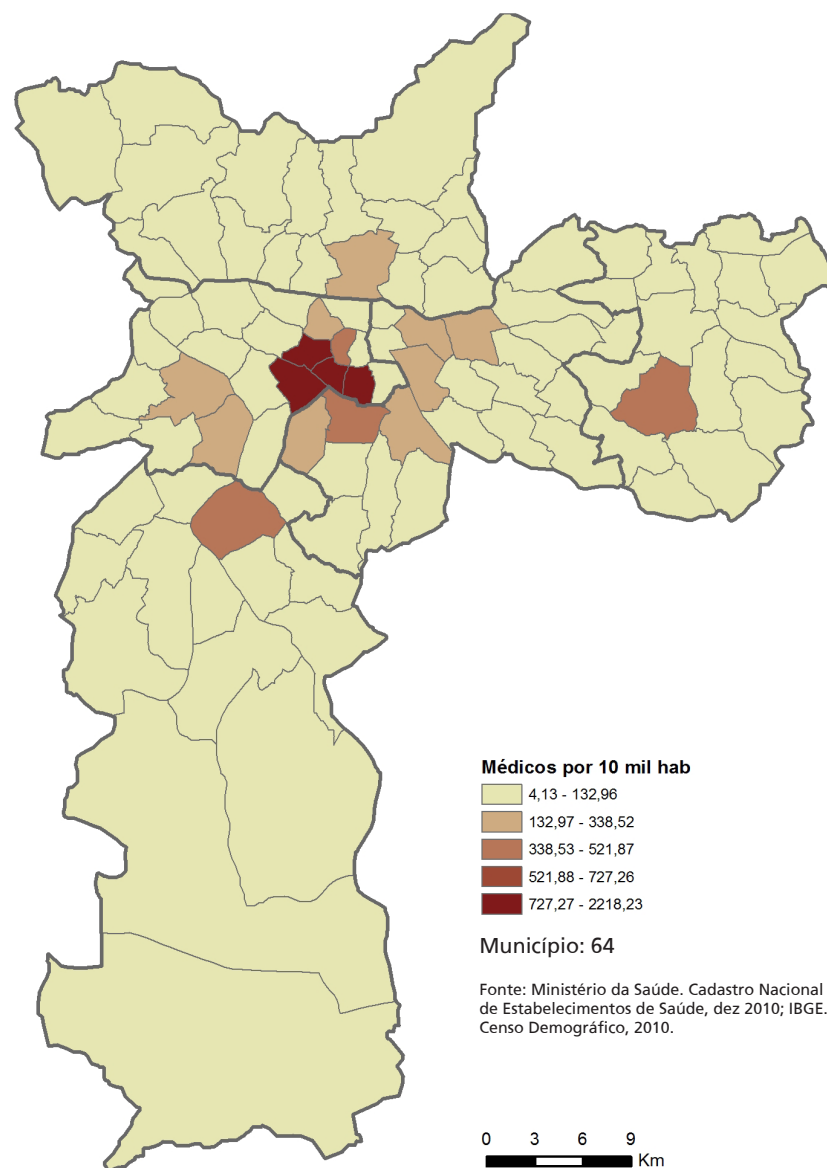 Médicos por 10 mil hab
4,13 - 132,96
132,97 - 338,52
338,53 - 521,87
521,88 - 727,26
727,27 - 2218,23
Município: 64
Fonte: Ministério da Saúde. Cadastro Nacional
de Estabelecimentos de Saúde, dez 2010; IBGE.
Censo Demográfico, 2010.
0 3 6 9
Km